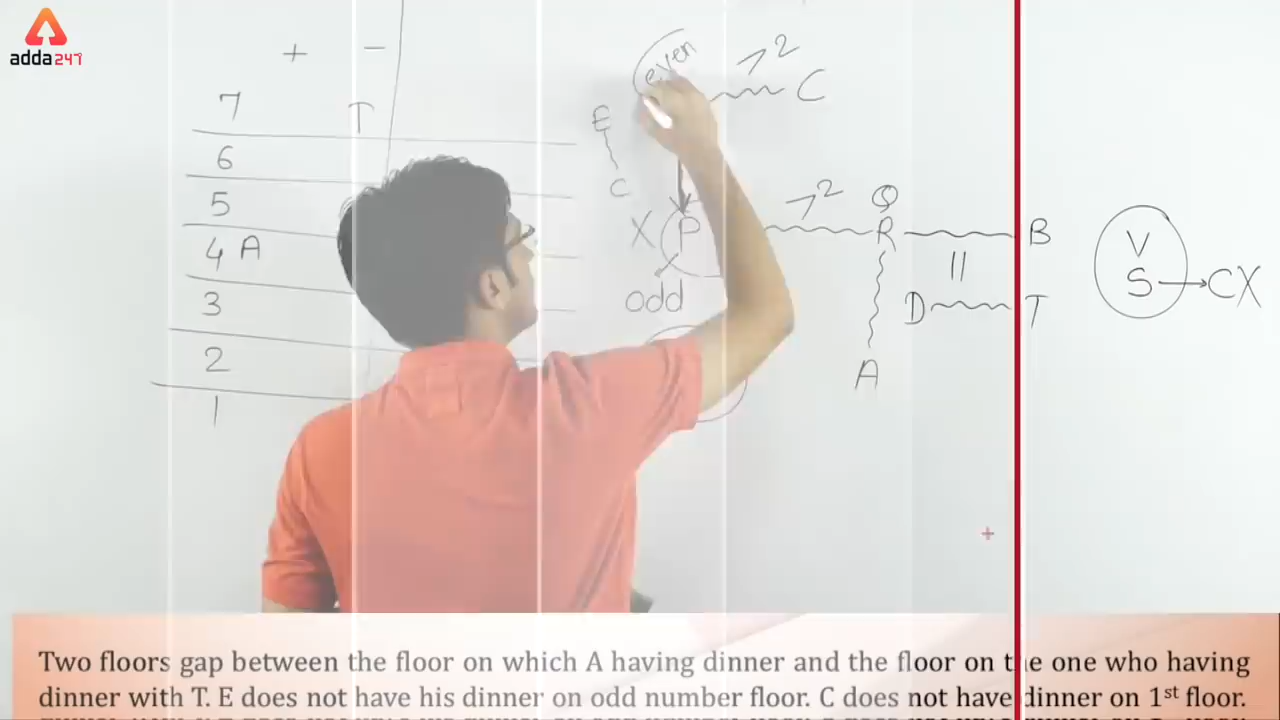 adda247
+ −
7 T
6
5
4 A
3
2
1
even >2 C
E
C
X P >2 Q
R B
odd
D = T
A
V
S → CX
Two floors gap between the floor on which A having dinner and the floor on the one who having
dinner with T. E does not have his dinner on odd number floor. C does not have dinner on 1st floor.